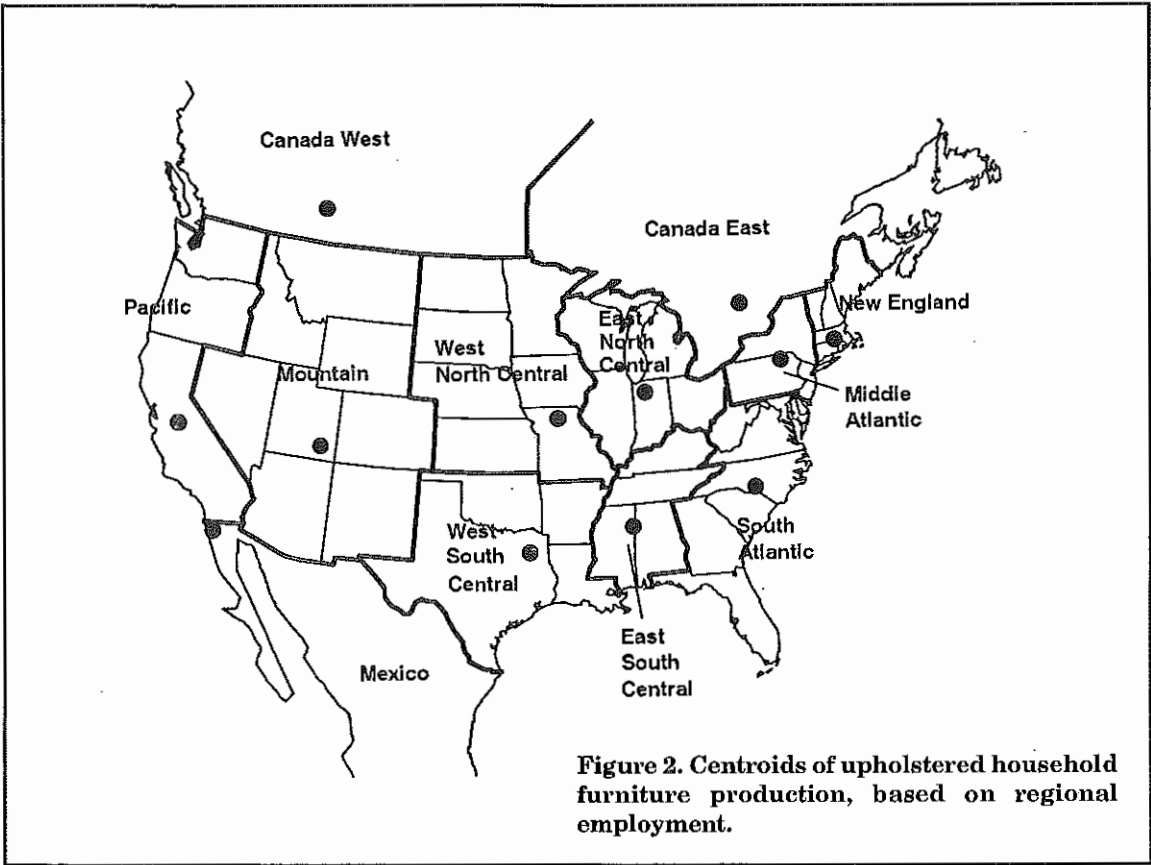 Canada West
Canada East
Pacific
New England
East
North
Central
West
North Central
Mountain
Middle
Atlantic
West
South
Central
South
Atlantic
East
South
Central
Mexico
Figure 2. Centroids of upholstered household
furniture production, based on regional
employment.